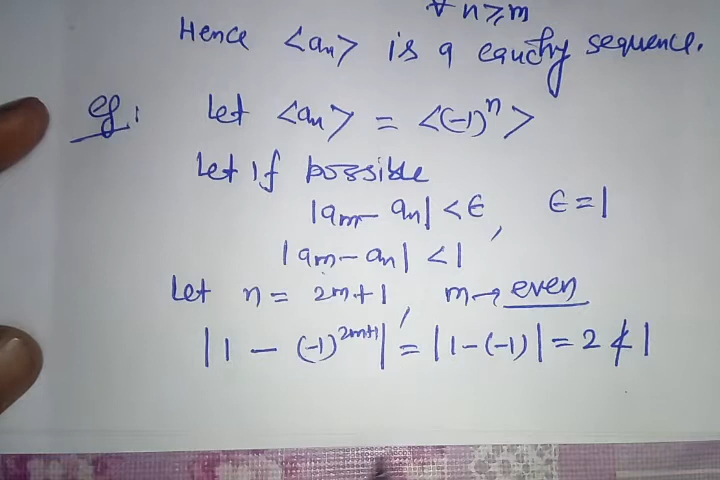 ∀ n ≥ m
Hence <an> is a cauchy sequence.
eg: Let <an> = <(-1)^n>
Let if possible
|am - an| < ε, ε = 1
|am - an| < 1
Let n = 2m+1, m → even
|1 - (-1)^2m+1| = |1-(-1)| = 2 ≮ 1